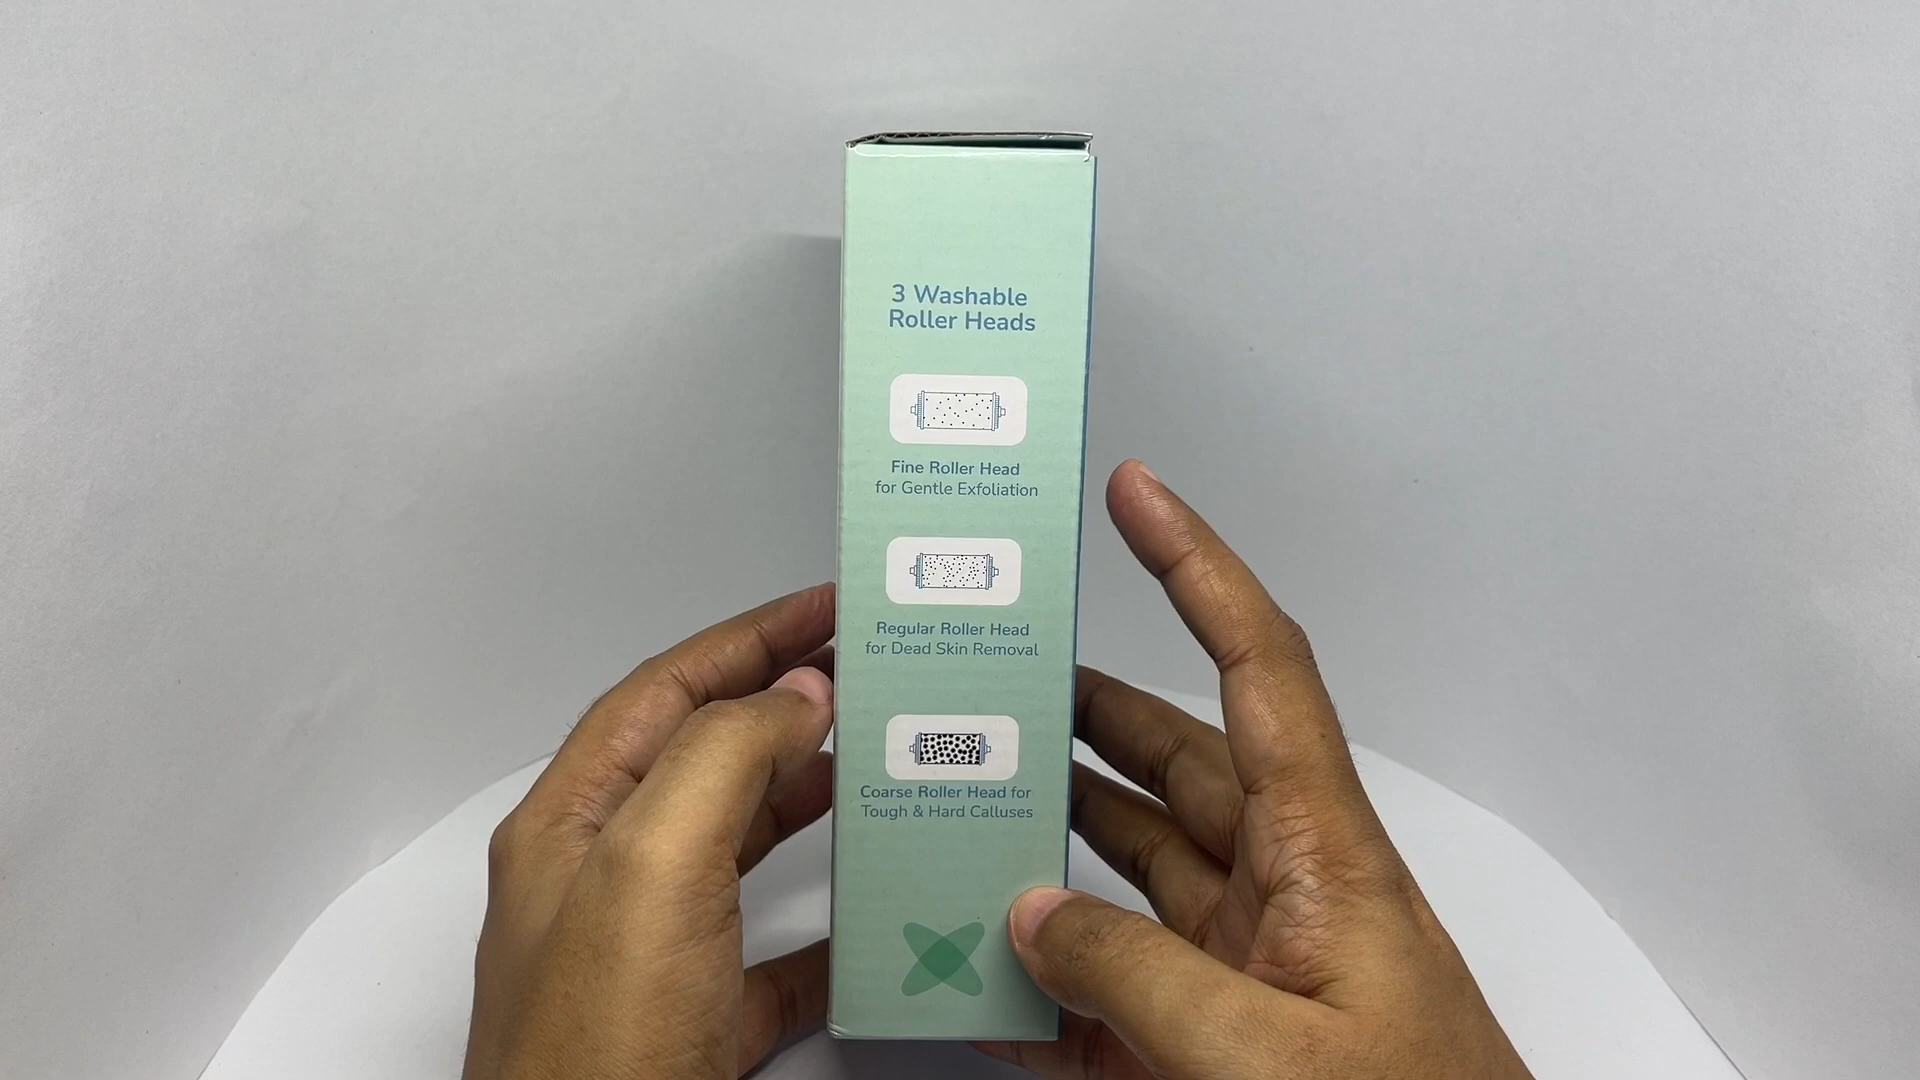 3 Washable
Roller Heads
Fine Roller Head
for Gentle Exfoliation
Regular Roller Head
for Dead Skin Removal
Coarse Roller Head for
Tough & Hard Calluses